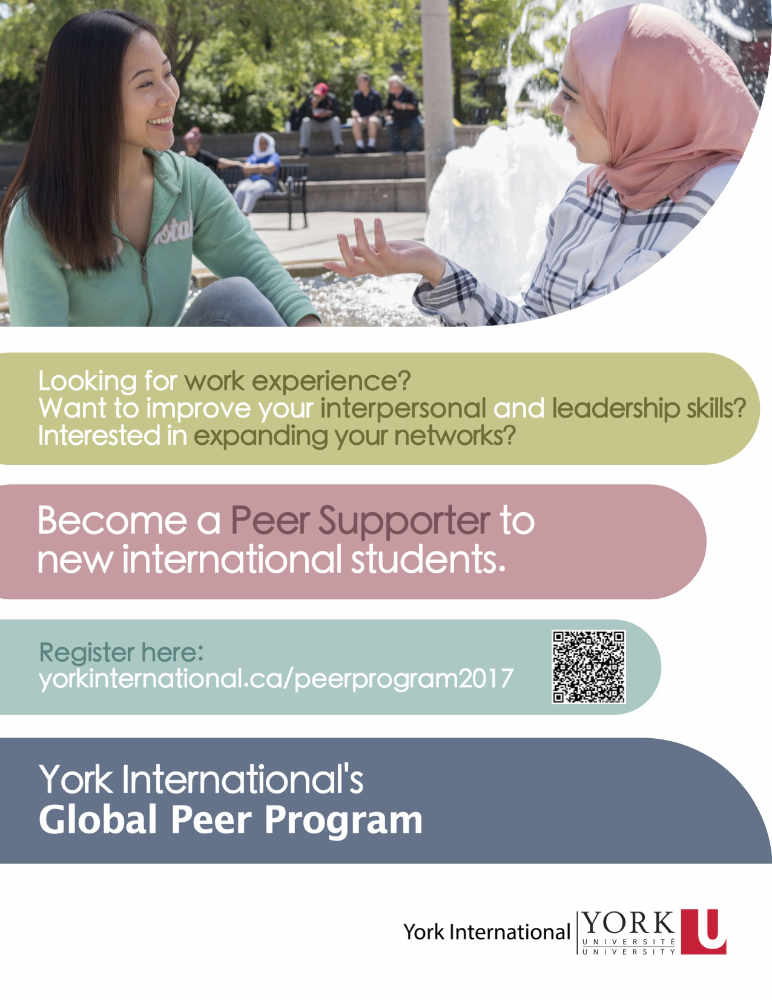 Looking for work experience?
Want to improve your interpersonal and leadership skills?
Interested in expanding your networks?
Become a Peer Supporter to
new international students.
Register here:
yorkinternational.ca/peerprogram2017
York International's
Global Peer Program
York International
YORK
UNIVERSITÉ
UNIVERSITY
U